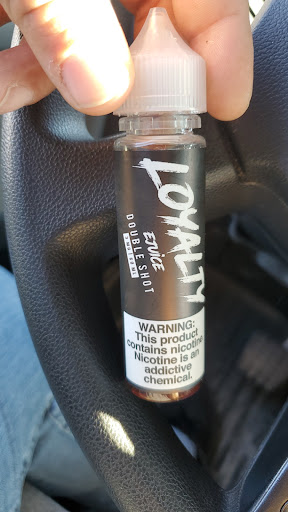 LOYALTY
EJUICE
DOUBLE SHOT
WARNING:
This product
contains nicotine.
Nicotine is an
addictive
chemical.